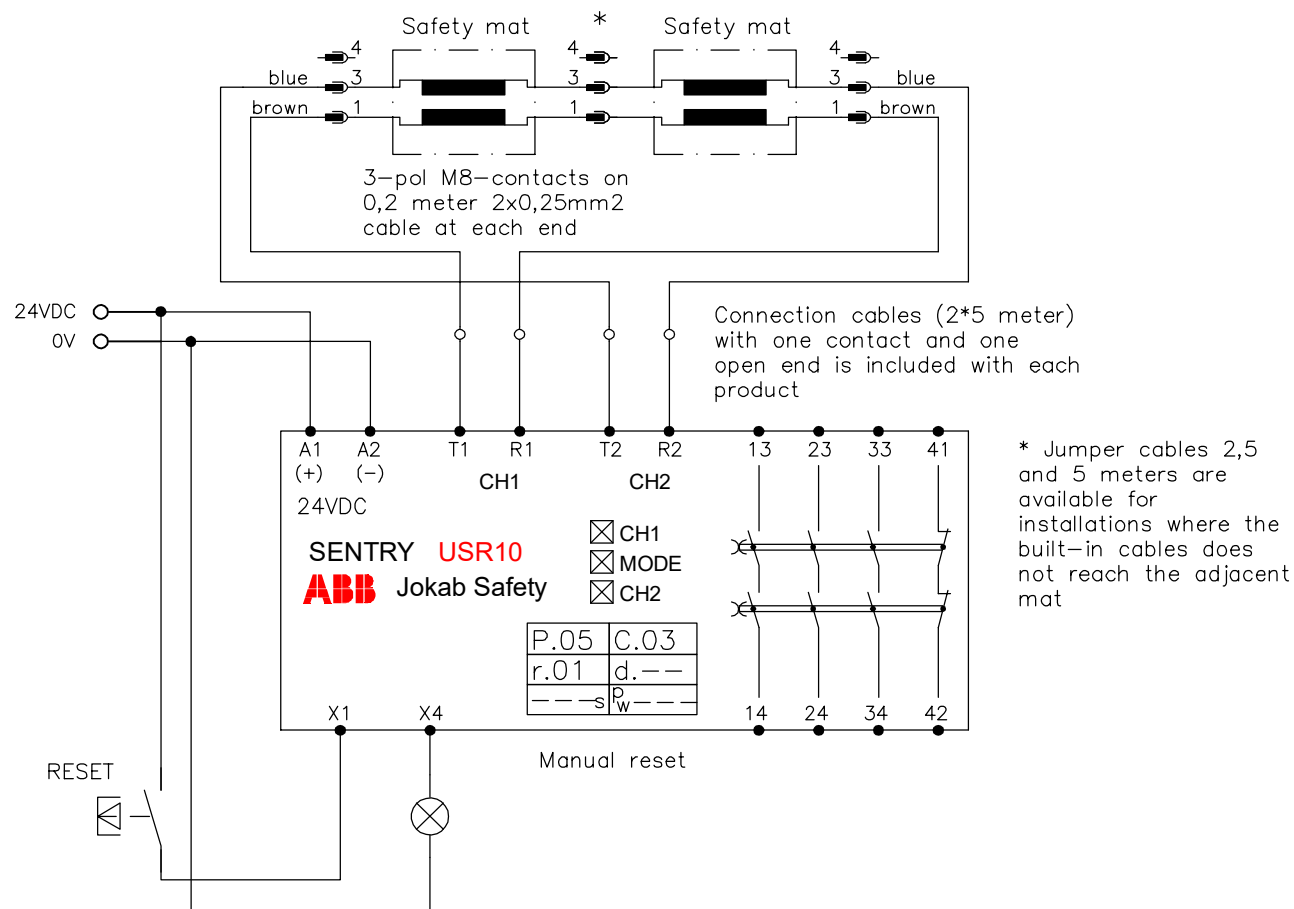 Safety mat * Safety mat
4 4 4
blue 3 3 3 blue
brown 1 1 1 brown
3-pol M8-contacts on
0,2 meter 2x0,25mm2
cable at each end
24VDC
0V
Connection cables (2*5 meter)
with one contact and one
open end is included with each
product
A1 A2 T1 R1 T2 R2 13 23 33 41
(+) (-) CH1 CH2
24VDC
SENTRY USR10
ABB Jokab Safety
CH1
MODE
CH2
P.05 C.03
r.01 d.--
---s pw---
X1 X4 14 24 34 42
* Jumper cables 2,5
and 5 meters are
available for
installations where the
built-in cables does
not reach the adjacent
mat
Manual reset
RESET